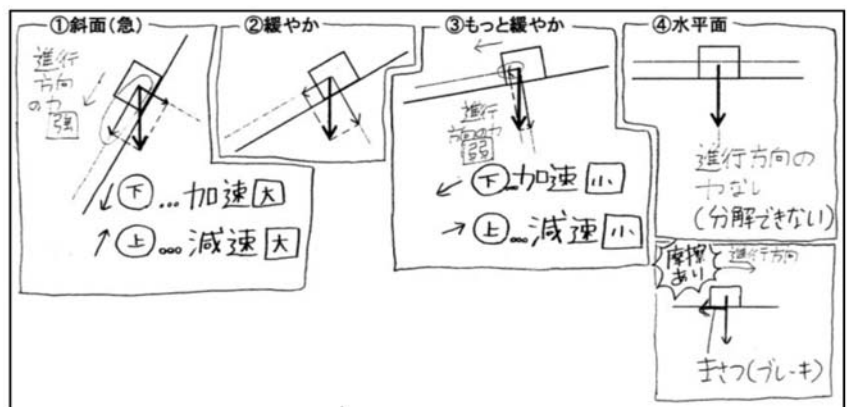 ①斜面(急)
進行
方向
の力
強
↓下…加速大
↑上…減速大
②緩やか
③もっと緩やか
進行
方向の力
弱
←下…加速小
→上…減速小
④水平面
進行方向の
力なし
(分解できない)
摩擦
あり
進行方向
まさつ(ブレーキ)